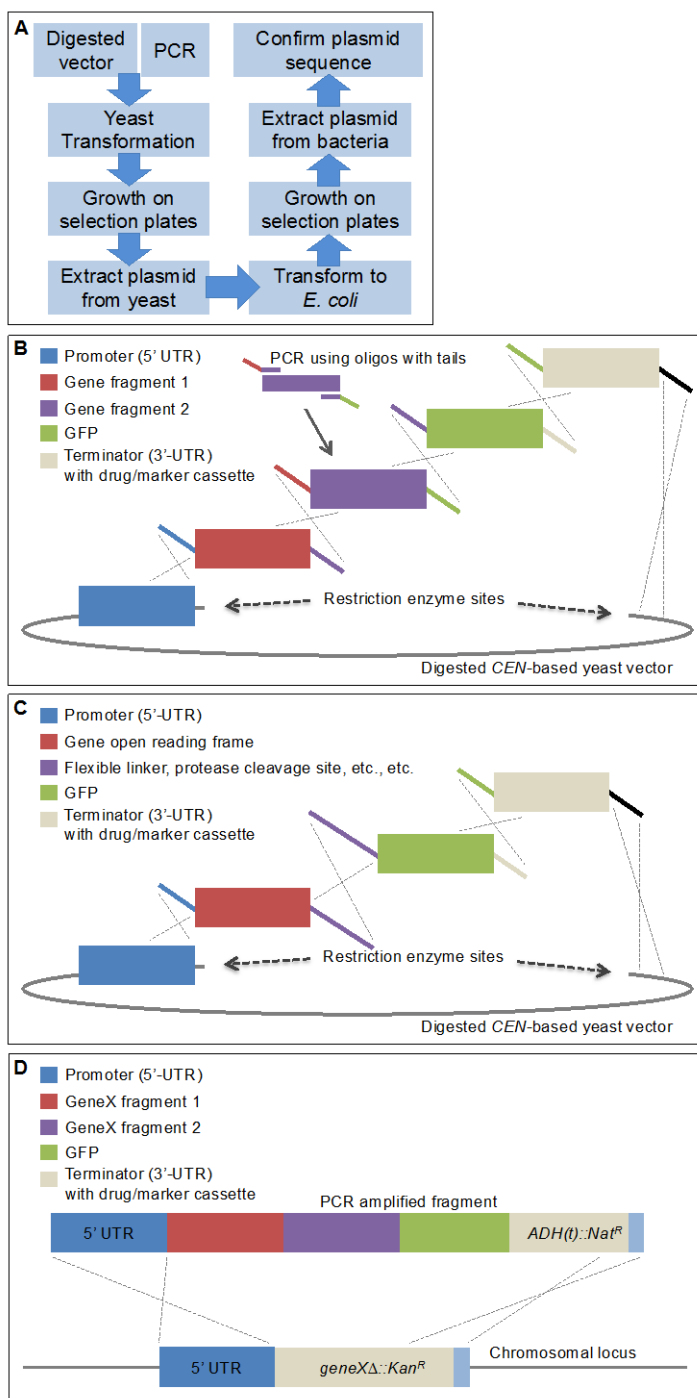 A
Digested
vector
PCR
Yeast
Transformation
Growth on
selection plates
Extract plasmid
from yeast
Transform to
E. coli
Growth on
selection plates
Extract plasmid
from bacteria
Confirm plasmid
sequence
B
Promoter (5' UTR)
Gene fragment 1
Gene fragment 2
GFP
Terminator (3'-UTR)
with drug/marker cassette
PCR using oligos with tails
Restriction enzyme sites
Digested CEN-based yeast vector
C
Promoter (5'-UTR)
Gene open reading frame
Flexible linker, protease cleavage site, etc., etc.
GFP
Terminator (3'-UTR)
with drug/marker cassette
Restriction enzyme sites
Digested CEN-based yeast vector
D
Promoter (5'-UTR)
GeneX fragment 1
GeneX fragment 2
GFP
Terminator (3'-UTR)
with drug/marker cassette
PCR amplified fragment
5' UTR
ADH(t)::Natᴿ
Chromosomal locus
5' UTR
geneXΔ::Kanᴿ